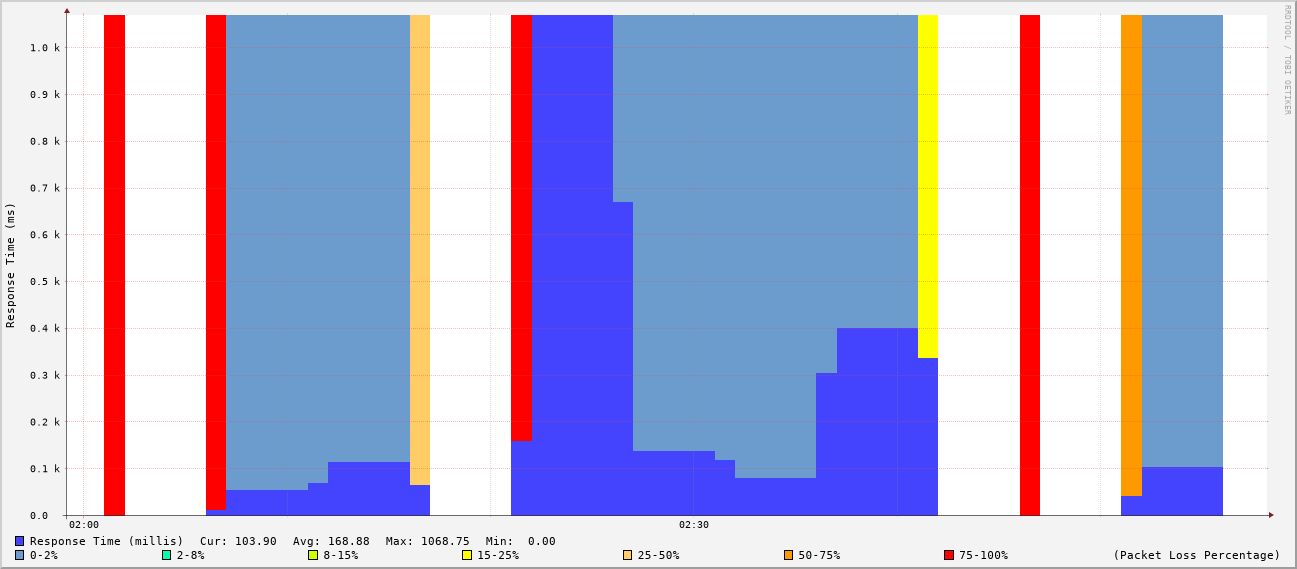 RRDTOOL / TOBI OETIKER
Response Time (ms)
1.0 k
0.9 k
0.8 k
0.7 k
0.6 k
0.5 k
0.4 k
0.3 k
0.2 k
0.1 k
0.0
02:00 02:30
Response Time (millis) Cur: 103.90 Avg: 168.88 Max: 1068.75 Min: 0.00
0-2% 2-8% 8-15% 15-25% 25-50% 50-75% 75-100% (Packet Loss Percentage)